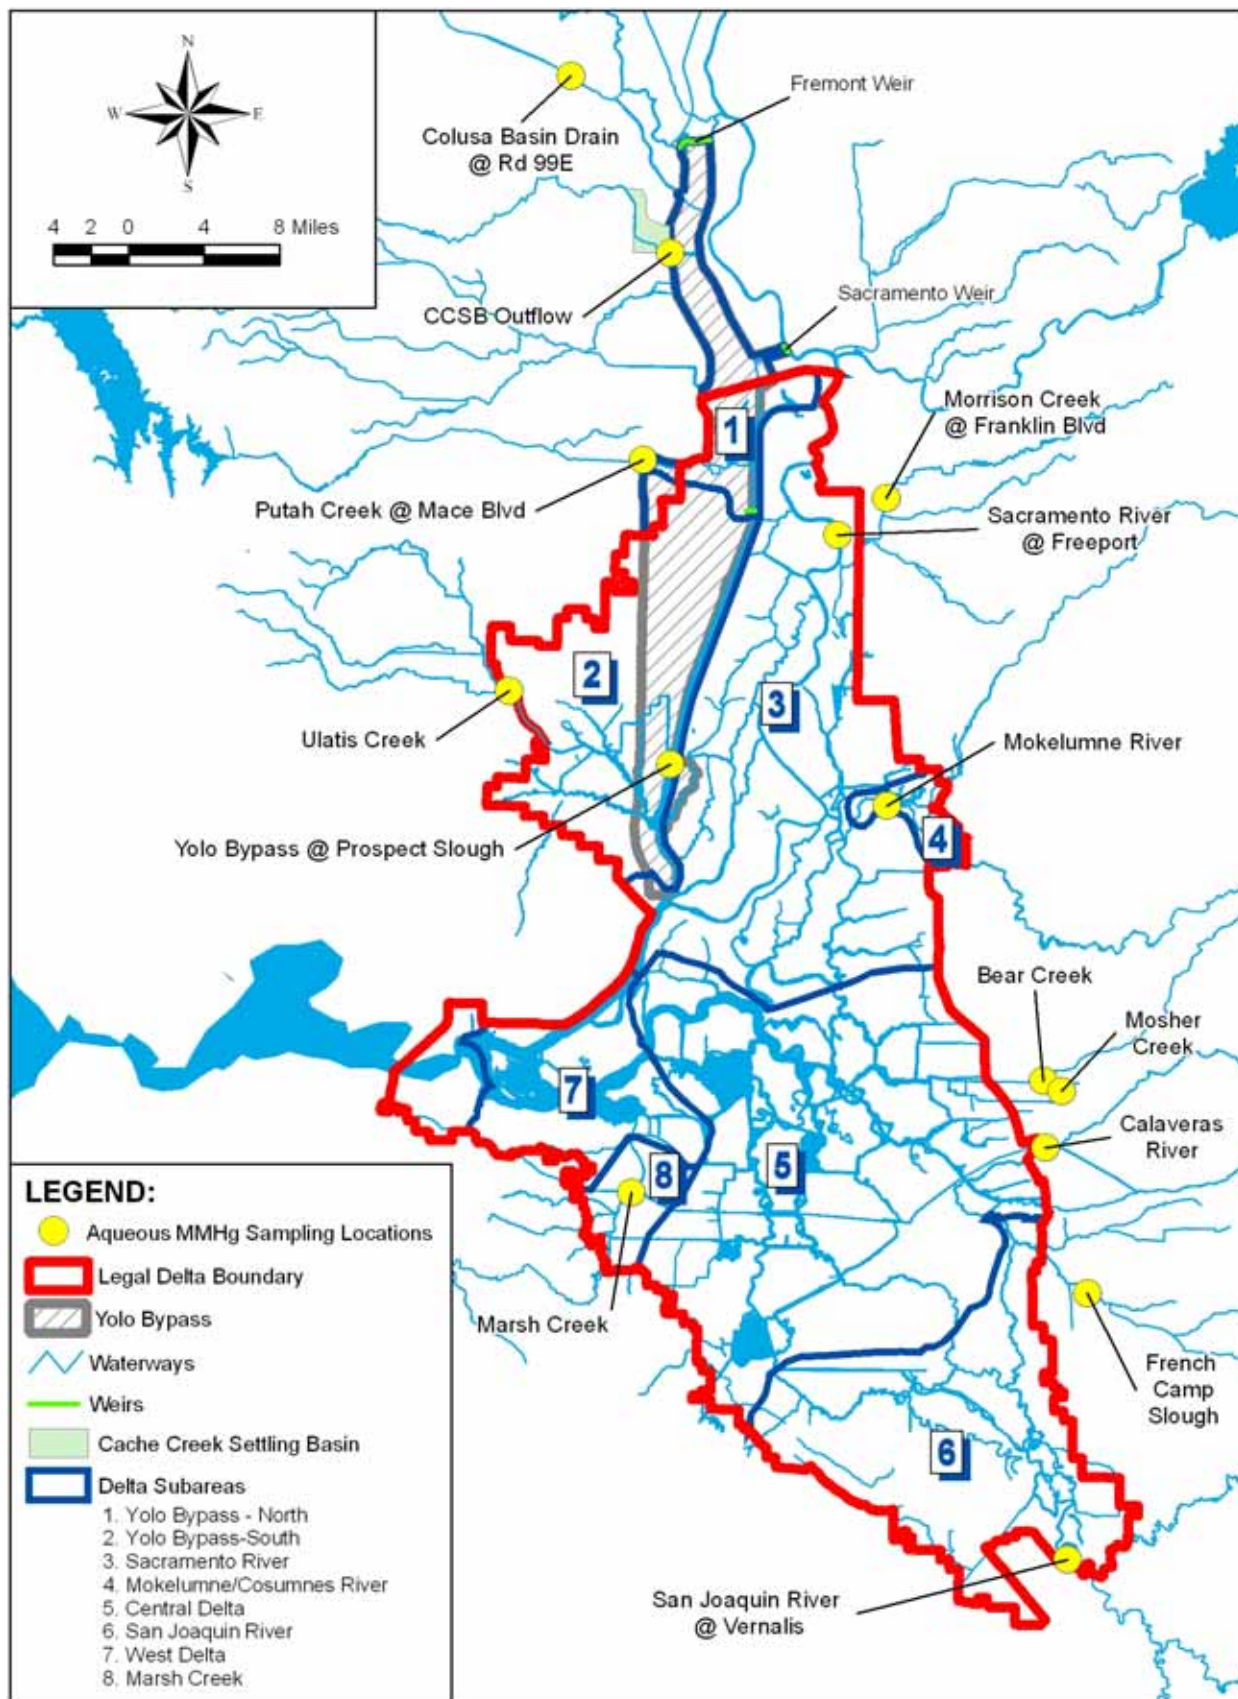 N
W
E
S
4 2 0 4 8 Miles
Fremont Weir
Colusa Basin Drain
@ Rd 99E
CCSB Outflow
Sacramento Weir
Morrison Creek
@ Franklin Blvd
1
Putah Creek @ Mace Blvd
Sacramento River
@ Freeport
2
3
Ulatis Creek
Mokelumne River
Yolo Bypass @ Prospect Slough
4
Bear Creek
Mosher
Creek
7
Calaveras
River
8
5
LEGEND:
Aqueous MMHg Sampling Locations
Legal Delta Boundary
Yolo Bypass
Waterways
Weirs
Cache Creek Settling Basin
Delta Subareas
1. Yolo Bypass - North
2. Yolo Bypass-South
3. Sacramento River
4. Mokelumne/Cosumnes River
5. Central Delta
6. San Joaquin River
7. West Delta
8. Marsh Creek
Marsh Creek
French
Camp
Slough
6
San Joaquin River
@ Vernalis